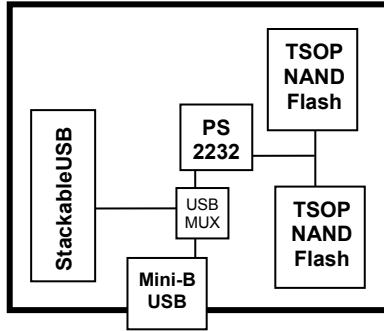 TSOP
NAND
Flash
PS
2232
StackableUSB
USB
MUX
TSOP
NAND
Flash
Mini-B
USB